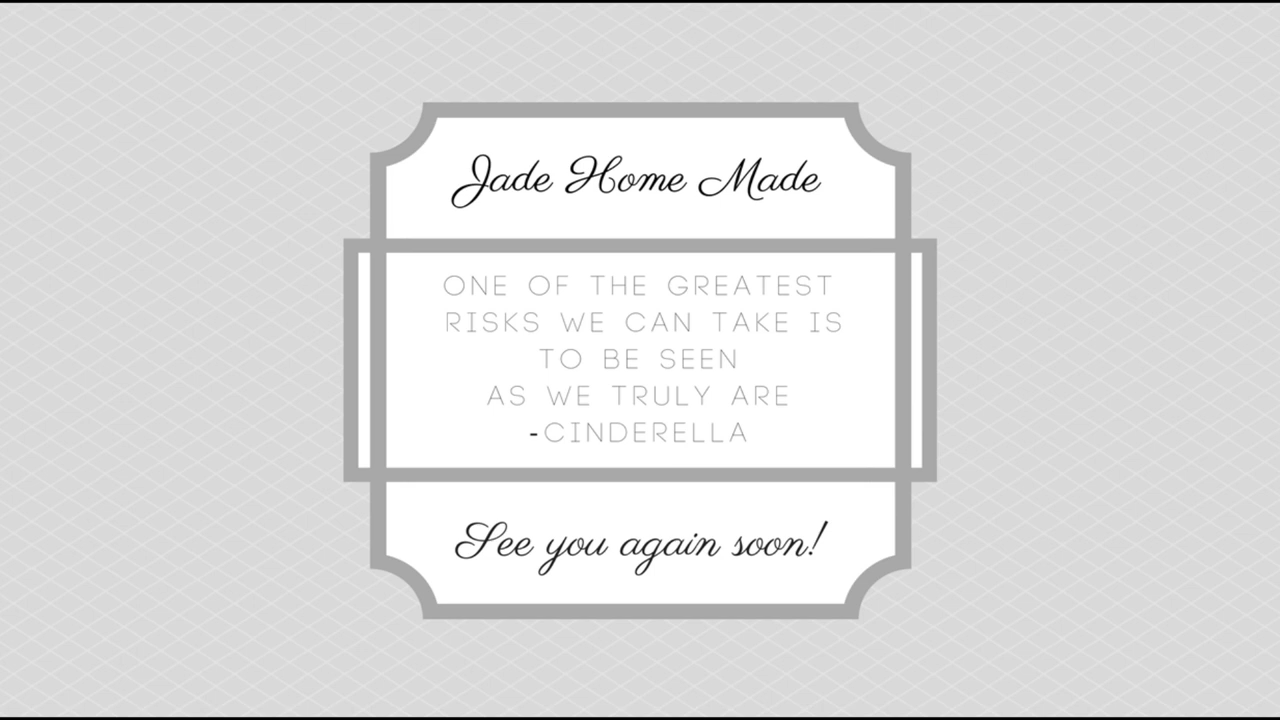 Jade Home Made
ONE OF THE GREATEST
RISKS WE CAN TAKE IS
TO BE SEEN
AS WE TRULY ARE
-CINDERELLA
See you again soon!